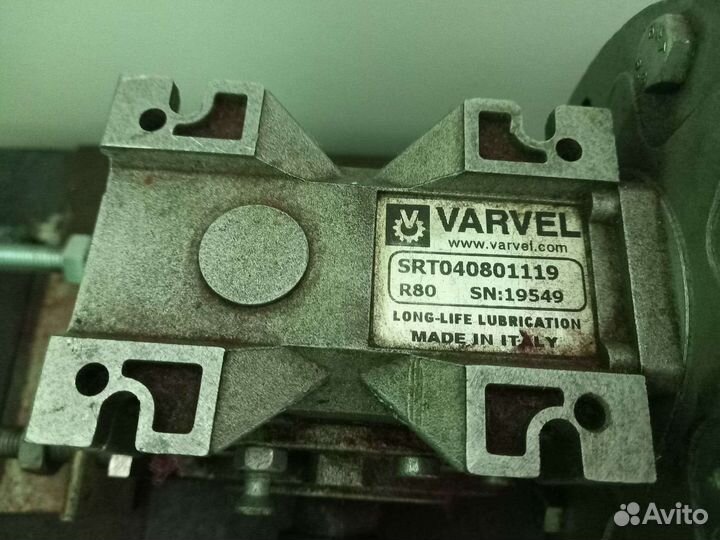 VARVEL
www.varvel.com
SRT040801119
R80 SN:19549
LONG-LIFE LUBRICATION
MADE IN ITALY
Avito